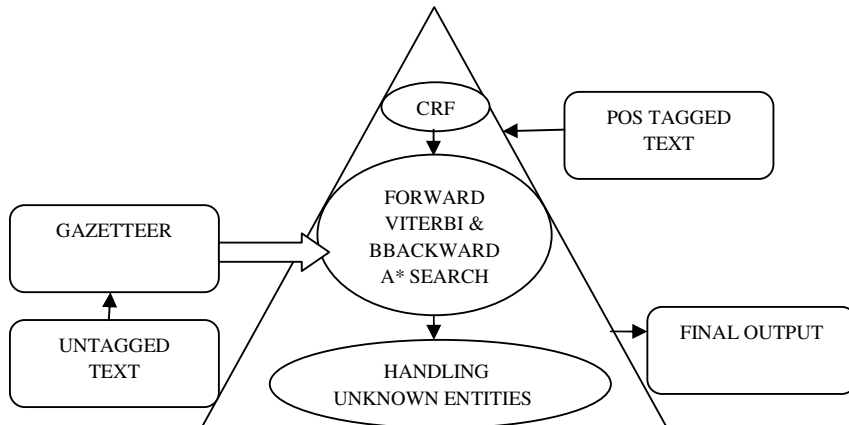 CRF
POS TAGGED
TEXT
FORWARD
VITERBI &
BBACKWARD
A* SEARCH
GAZETTEER
UNTAGGED
TEXT
FINAL OUTPUT
HANDLING
UNKNOWN ENTITIES